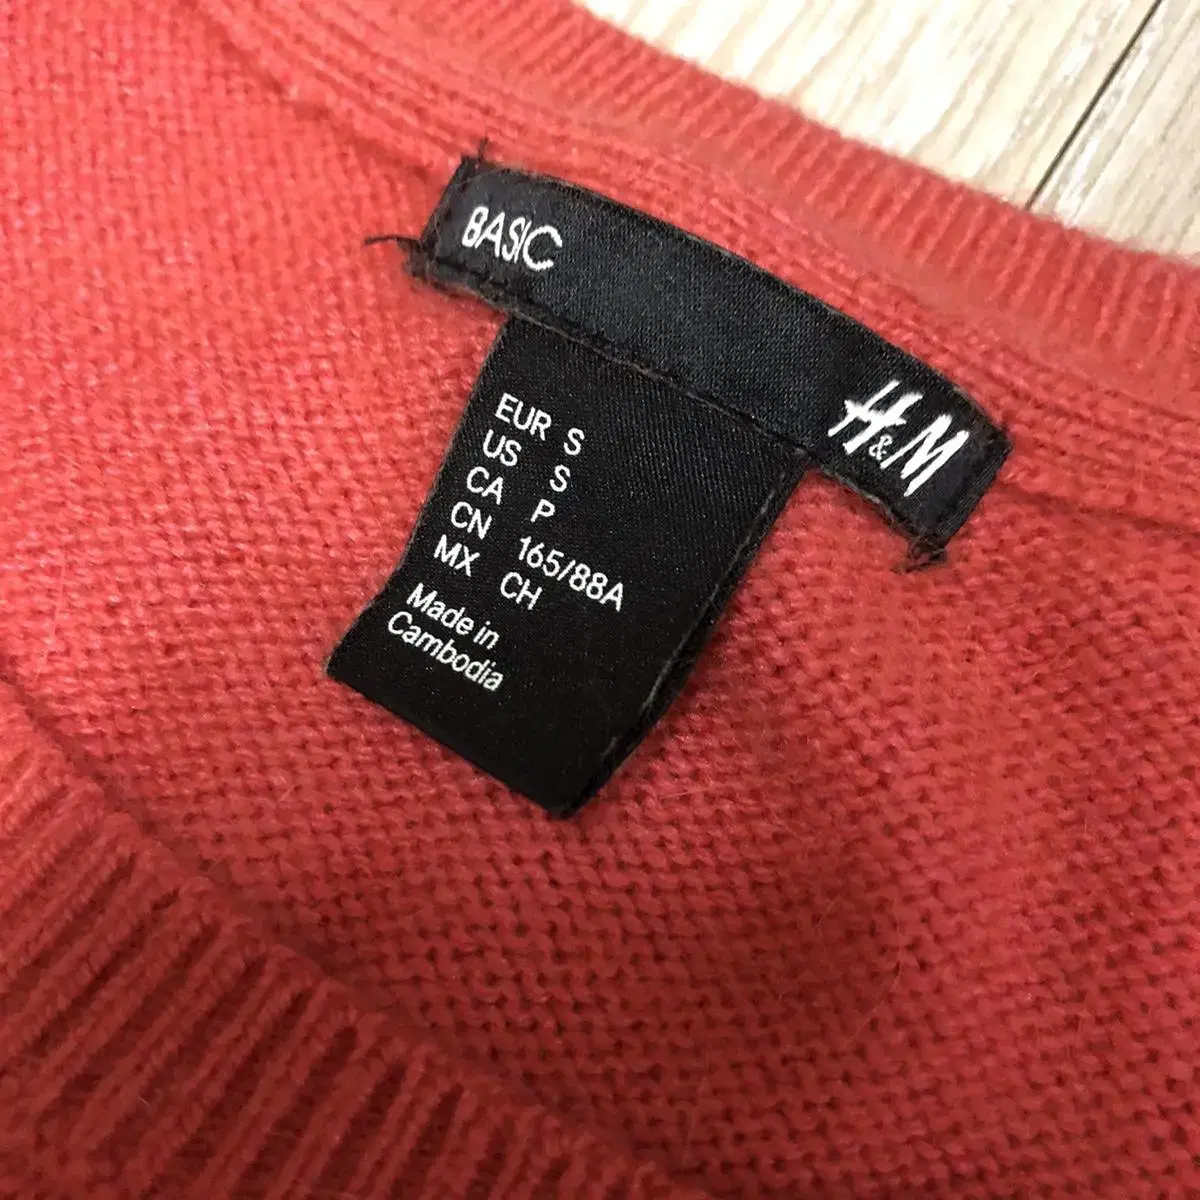 BASIC
H&M
EUR S
US S
CA P
CN 165/88A
MX CH
Made in
Cambodia